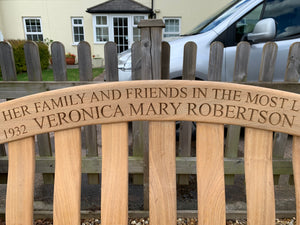 HER FAMILY AND FRIENDS IN THE MOST L
1932 VERONICA MARY ROBERTSON